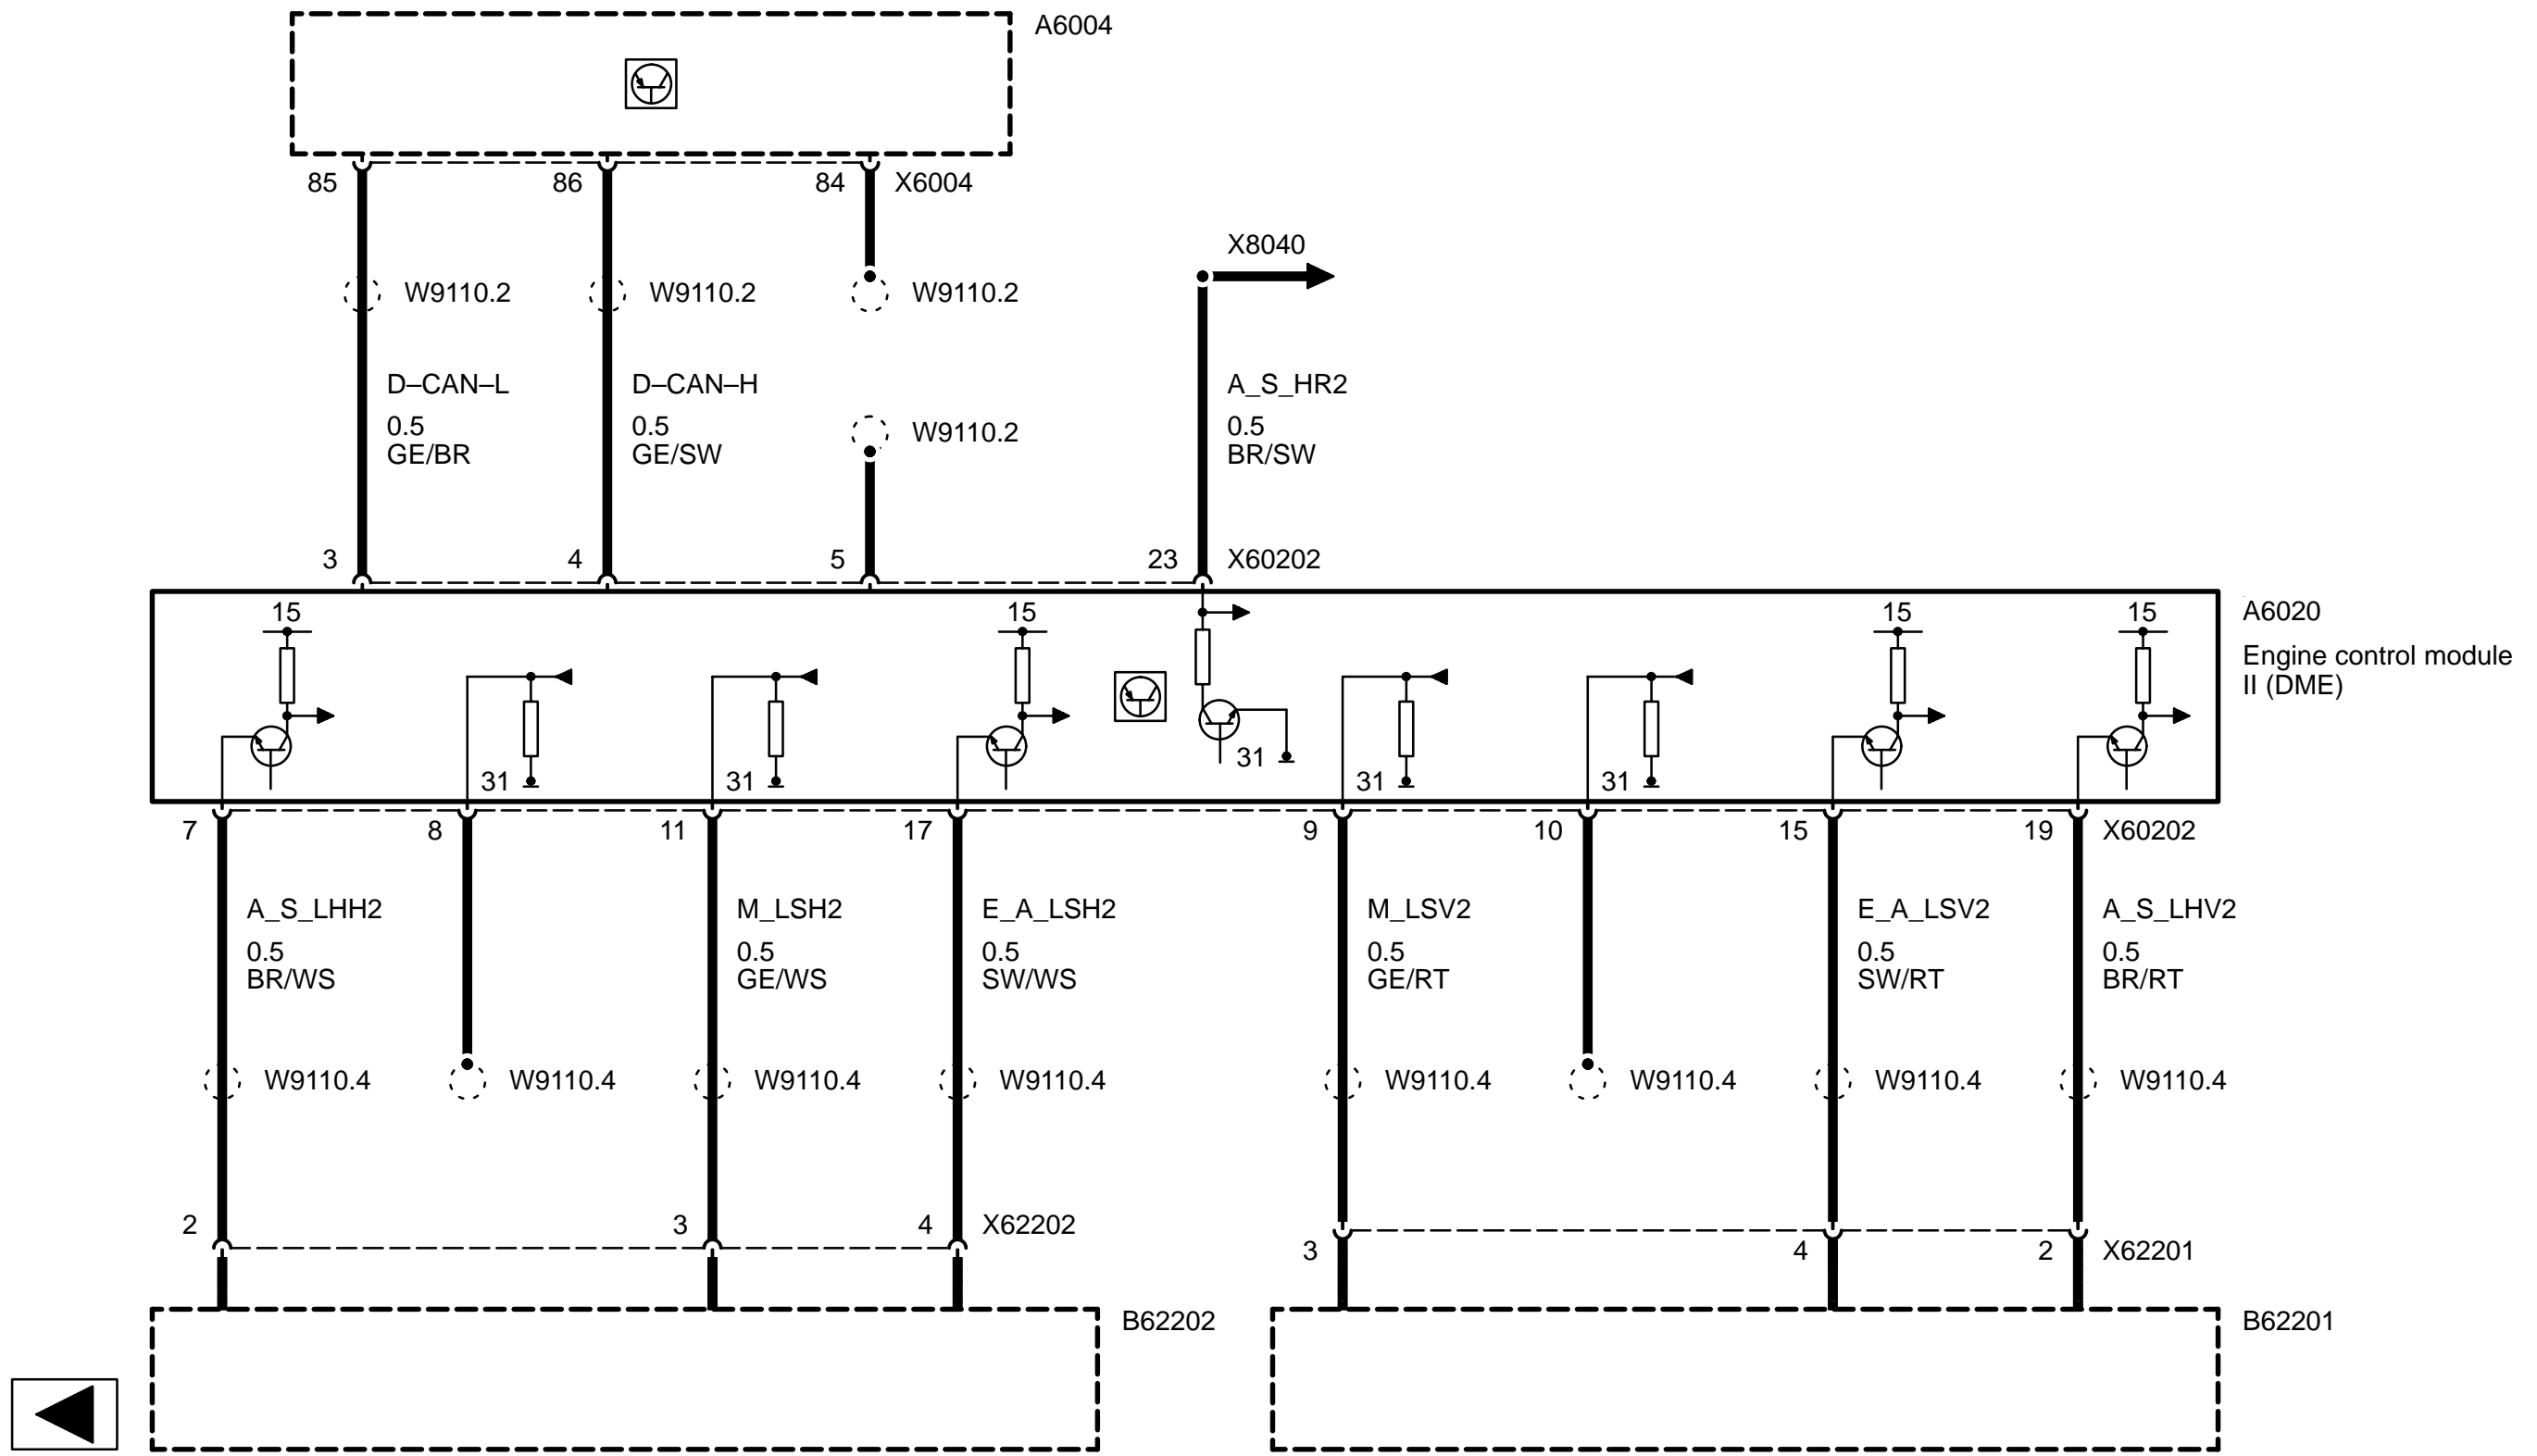 A6004
85
86
84
X6004
X8040
W9110.2
W9110.2
W9110.2
D–CAN–L
0.5
GE/BR
D–CAN–H
0.5
GE/SW
W9110.2
A_S_HR2
0.5
BR/SW
3
4
5
23
X60202
15
15
15
15
A6020
Engine control module
II (DME)
31
31
31
31
31
7
8
11
17
9
10
15
19
X60202
A_S_LHH2
0.5
BR/WS
M_LSH2
0.5
GE/WS
E_A_LSH2
0.5
SW/WS
M_LSV2
0.5
GE/RT
E_A_LSV2
0.5
SW/RT
A_S_LHV2
0.5
BR/RT
W9110.4
W9110.4
W9110.4
W9110.4
W9110.4
W9110.4
W9110.4
W9110.4
2
3
4
X62202
3
4
2
X62201
B62202
B62201